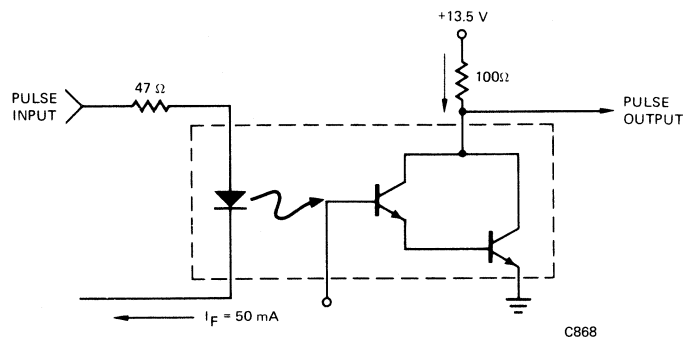 +13.5 V
100Ω
47 Ω
PULSE
INPUT
PULSE
OUTPUT
I_F = 50 mA
C868